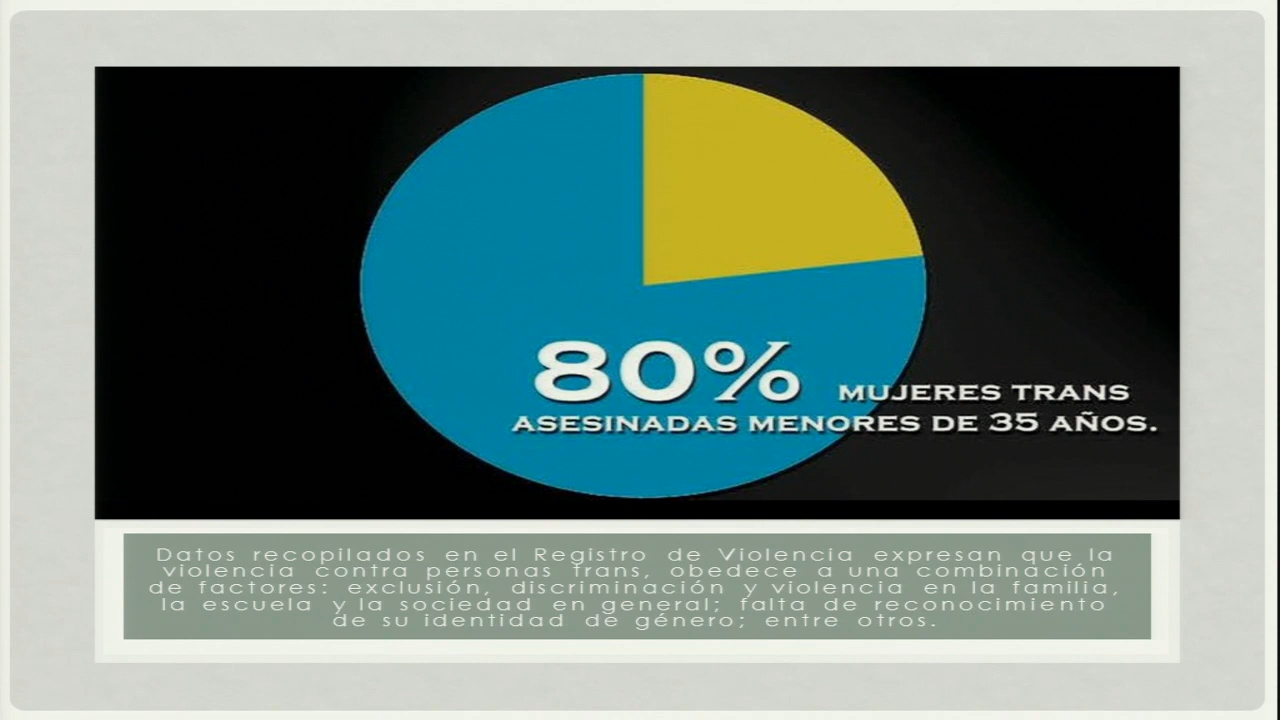 80% MUJERES TRANS
ASESINADAS MENORES DE 35 AÑOS.
Datos recopilados en el Registro de Violencia expresan que la
violencia contra personas trans, obedece a una combinación
de factores: exclusión, discriminación y violencia en la familia,
la escuela y la sociedad en general; falta de reconocimiento
de su identidad de género; entre otros.